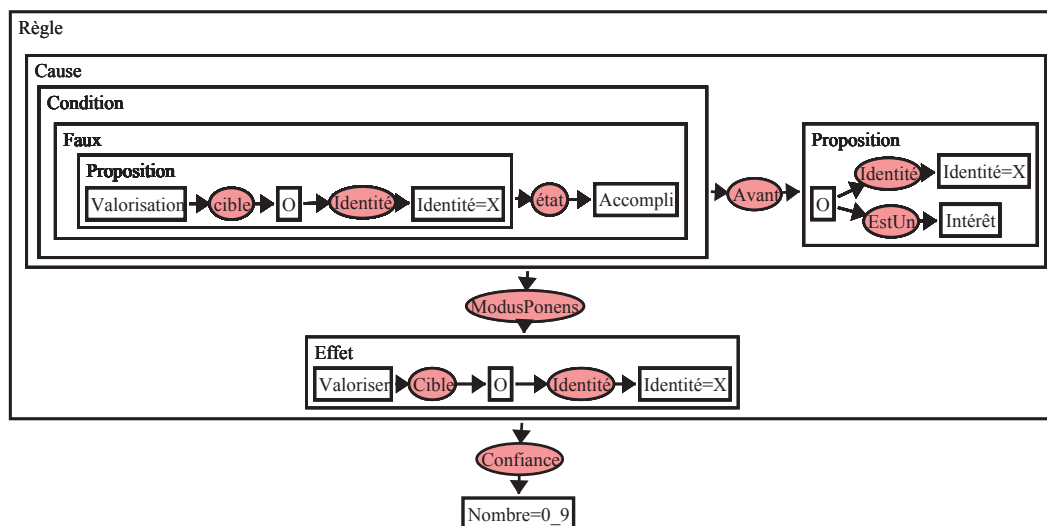 Règle
Cause
Condition
Faux
Proposition
Proposition
Valorisation cible O Identité Identité=X état Accompli Avant O Identité Identité=X
EstUn Intérêt
ModusPonens
Effet
Valoriser Cible O Identité Identité=X
Confiance
Nombre=0_9